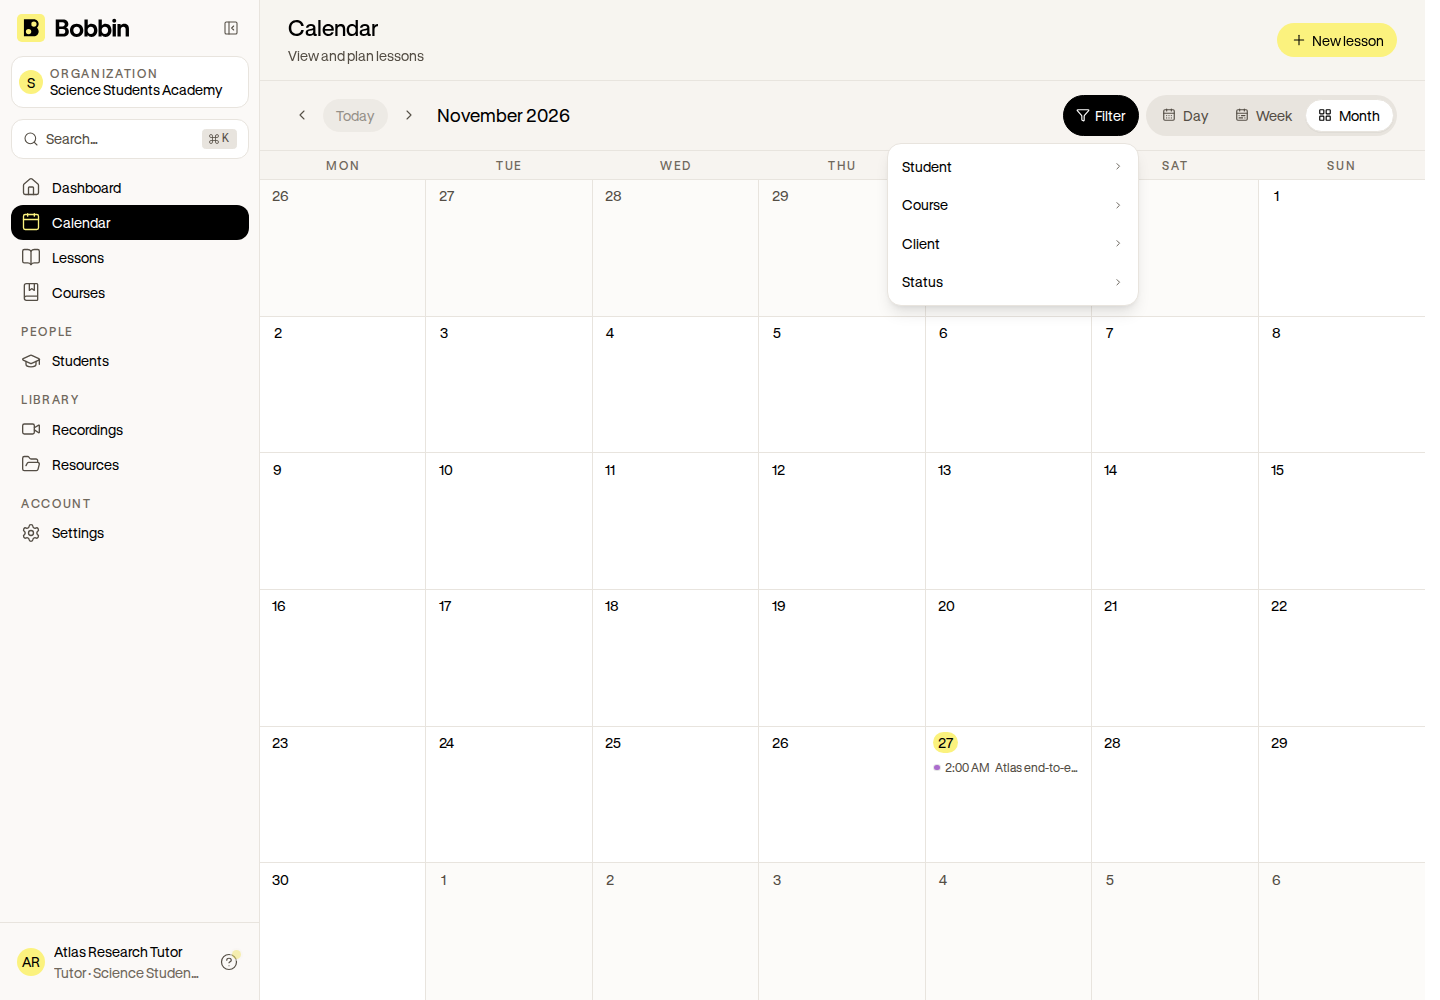 Bobbin
ORGANIZATION
S
Science Students Academy
Search...
⌘ K
Dashboard
Calendar
Lessons
Courses
PEOPLE
Students
LIBRARY
Recordings
Resources
ACCOUNT
Settings
AR
Atlas Research Tutor
Tutor · Science Studen...
Calendar
View and plan lessons
New lesson
Today
November 2026
Filter
Day
Week
Month
MON TUE WED THU SAT SUN
Student
Course
Client
Status
26 27 28 29 1
2 3 4 5 6 7 8
9 10 11 12 13 14 15
16 17 18 19 20 21 22
23 24 25 26 27 28 29
2:00 AM Atlas end-to-e...
30 1 2 3 4 5 6